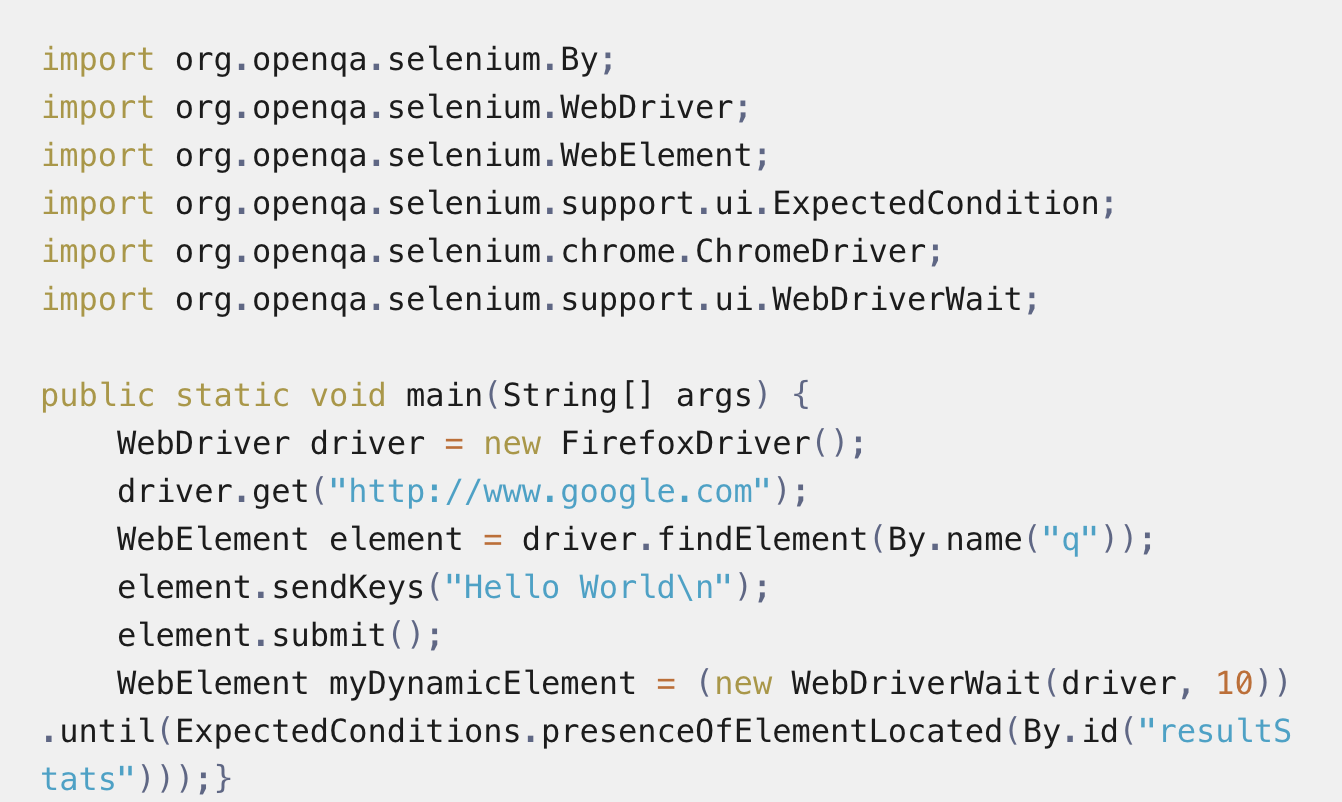 import org.openqa.selenium.By;
import org.openqa.selenium.WebDriver;
import org.openqa.selenium.WebElement;
import org.openqa.selenium.support.ui.ExpectedCondition;
import org.openqa.selenium.chrome.ChromeDriver;
import org.openqa.selenium.support.ui.WebDriverWait;

public static void main(String[] args) {
    WebDriver driver = new FirefoxDriver();
    driver.get("http://www.google.com");
    WebElement element = driver.findElement(By.name("q"));
    element.sendKeys("Hello World\n");
    element.submit();
    WebElement myDynamicElement = (new WebDriverWait(driver, 10))
.until(ExpectedConditions.presenceOfElementLocated(By.id("resultS
tats")));}